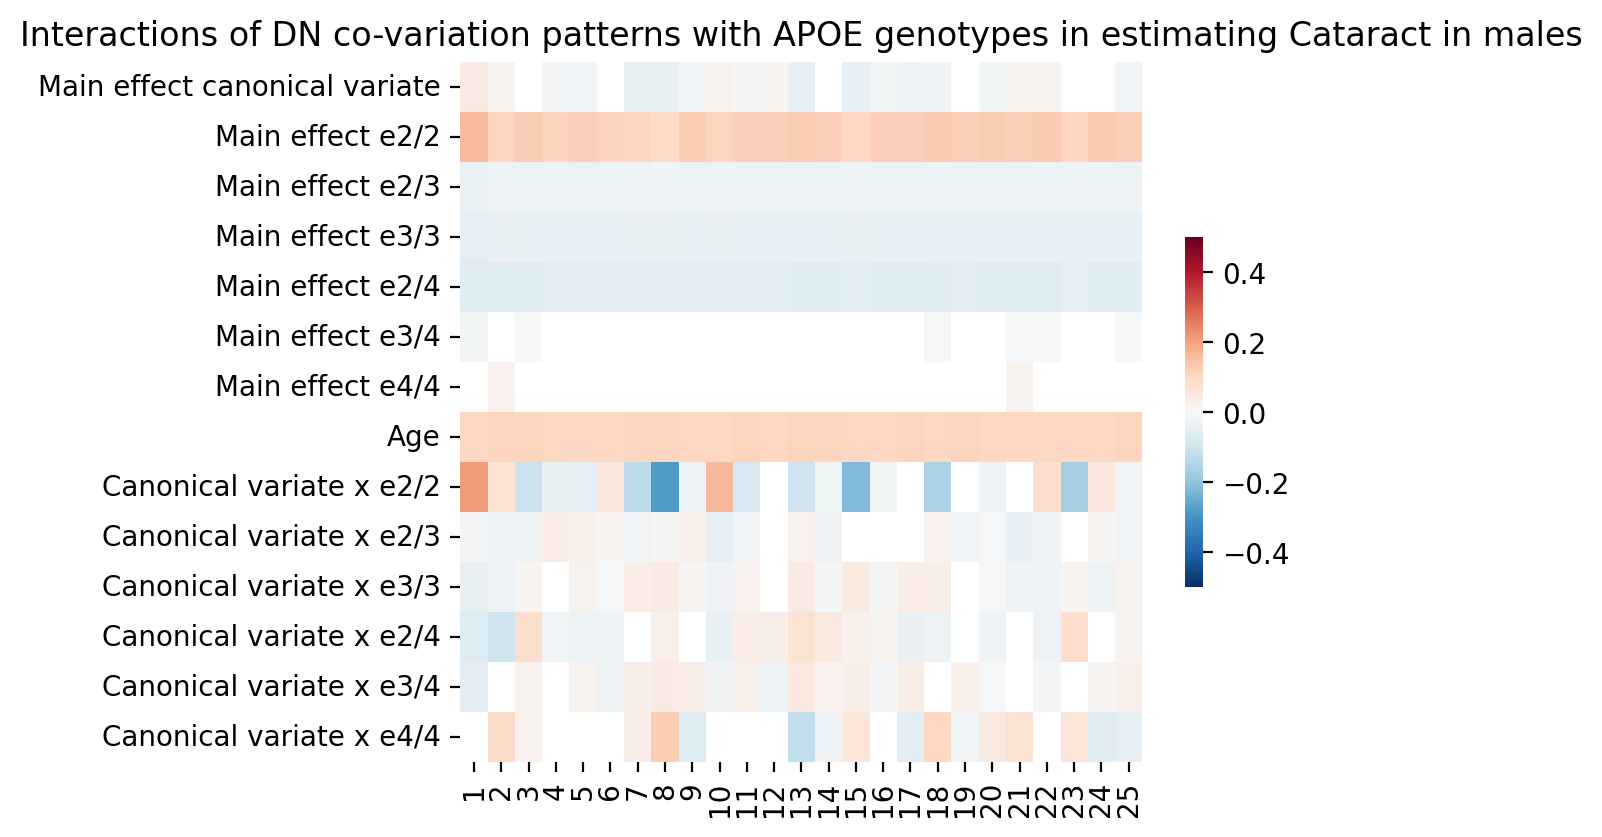 Interactions of DN co-variation patterns with APOE genotypes in estimating Cataract in males
Main effect canonical variate
Main effect e2/2
Main effect e2/3
Main effect e3/3
Main effect e2/4
Main effect e3/4
Main effect e4/4
Age
Canonical variate x e2/2
Canonical variate x e2/3
Canonical variate x e3/3
Canonical variate x e2/4
Canonical variate x e3/4
Canonical variate x e4/4
1 2 3 4 5 6 7 8 9 10 11 12 13 14 15 16 17 18 19 20 21 22 23 24 25
0.4
0.2
0.0
−0.2
−0.4